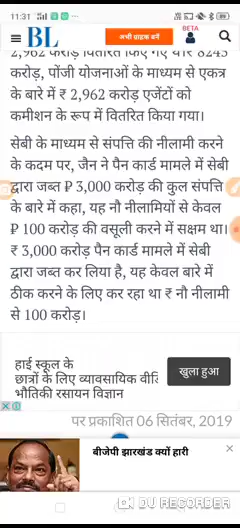 11:31
BETA
BL
अभी ग्राहक बनें
2,962 करोड़ वितरित किए गए
8245
करोड़, पोंजी योजनाओं के माध्यम से एकत्र
के बारे में ₹ 2,962 करोड़ एजेंटों को
कमीशन के रूप में वितरित किया गया।
सेबी के माध्यम से संपत्ति की नीलामी करने
के कदम पर, जैन ने पैन कार्ड मामले में सेबी
द्वारा जब्त ₽ 3,000 करोड़ की कुल संपत्ति
के बारे में कहा, यह नौ नीलामियों से केवल
₽ 100 करोड़ की वसूली करने में सक्षम था।
₹ 3,000 करोड़ पैन कार्ड मामले में सेबी
द्वारा जब्त कर लिया है, यह केवल बारे में
ठीक करने के लिए कर रहा था ₹ नौ नीलामी
से 100 करोड़।
हाई स्कूल के
छात्रों के लिए व्यावसायिक वीडि
भौतिकी रसायन विज्ञान
खुला हुआ
पर प्रकाशित 06 सितंबर, 2019
बीजेपी झारखंड क्यों हारी
DU RECORDER